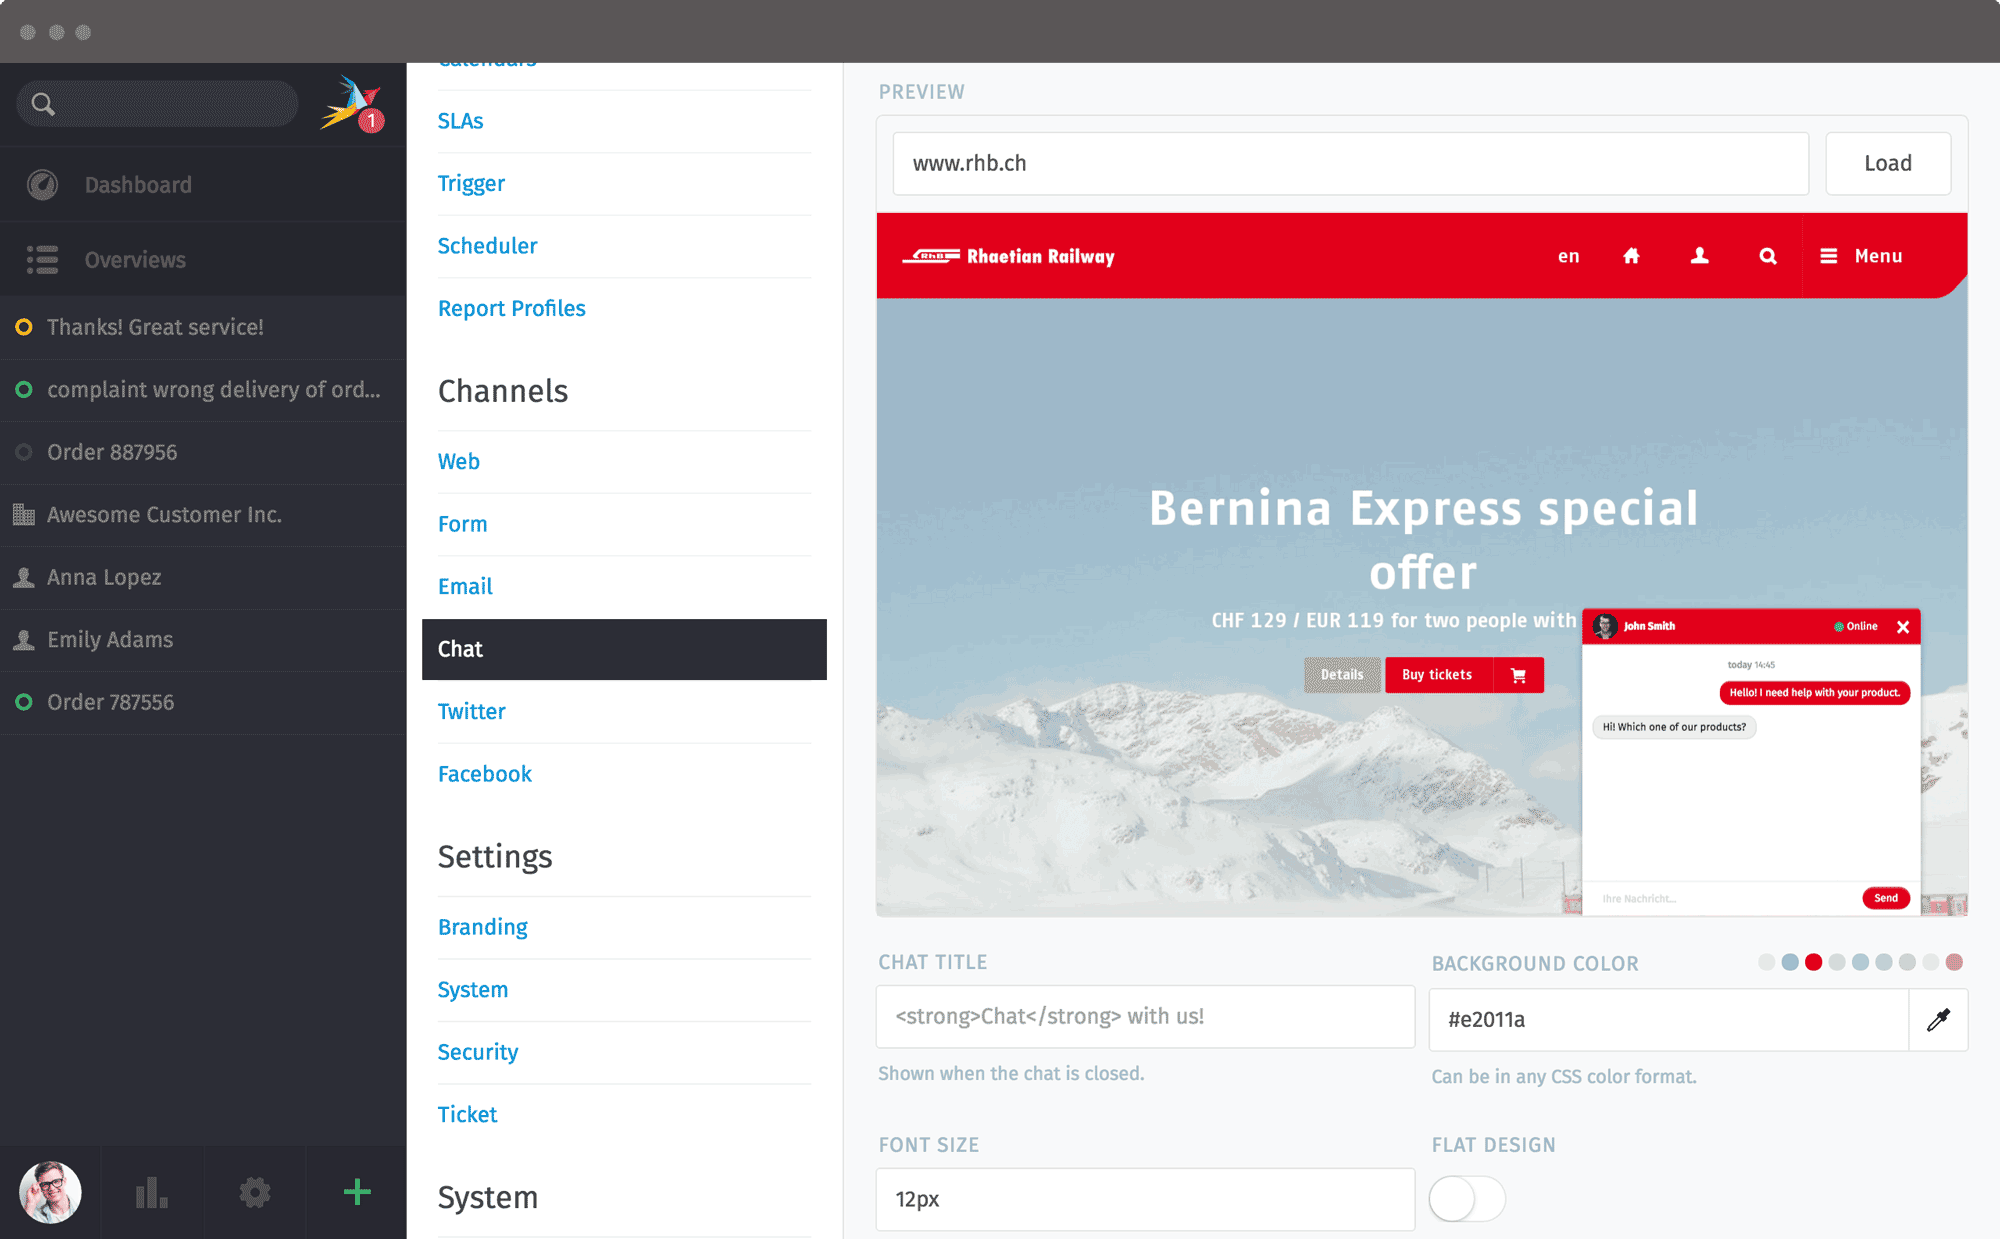 1
Dashboard
Overviews
Thanks! Great service!
complaint wrong delivery of ord...
Order 887956
Awesome Customer Inc.
Anna Lopez
Emily Adams
Order 787556
Calendars
SLAs
Trigger
Scheduler
Report Profiles
Channels
Web
Form
Email
Chat
Twitter
Facebook
Settings
Branding
System
Security
Ticket
System
PREVIEW
www.rhb.ch
Load
RhB Rhaetian Railway
en
Menu
Bernina Express special
offer
CHF 129 / EUR 119 for two people with
Details
Buy tickets
John Smith
Online
today 14:45
Hello! I need help with your product.
Hi! Which one of our products?
Ihre Nachricht...
Send
CHAT TITLE
<strong>Chat</strong> with us!
Shown when the chat is closed.
BACKGROUND COLOR
#e2011a
Can be in any CSS color format.
FONT SIZE
12px
FLAT DESIGN